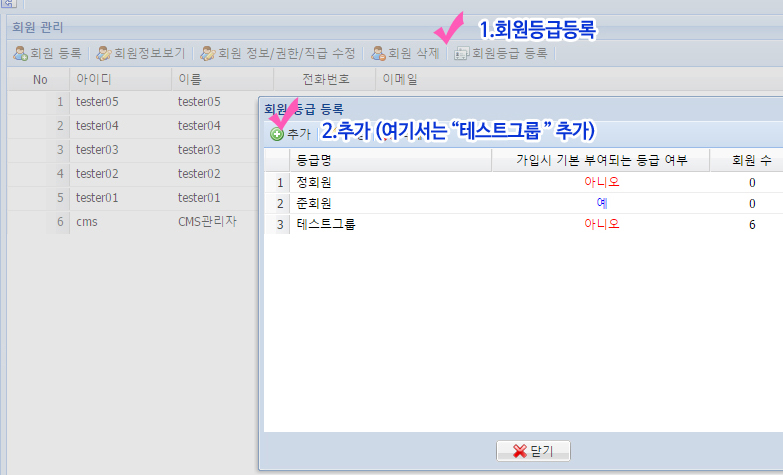 회원 관리
1.회원등급등록
회원 등록 회원정보보기 회원 정보/권한/직급 수정 회원 삭제 회원등급 등록
No 아이디 이름 전화번호 이메일
1 tester05 tester05
2 tester04 tester04
3 tester03 tester03
4 tester02 tester02
5 tester01 tester01
6 cms CMS관리자
회원 등급 등록
추가 2.추가 (여기서는 “테스트그룹 ” 추가)
등급명 가입시 기본 부여되는 등급 여부 회원 수
1 정회원 아니오 0
2 준회원 예 0
3 테스트그룹 아니오 6
닫기